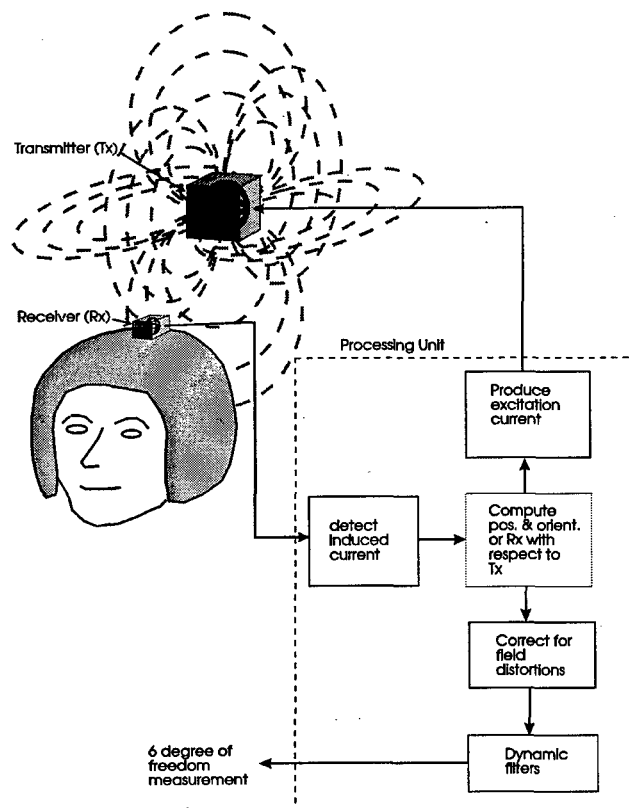 Transmitter (Tx)
Receiver (Rx)
Processing Unit
Produce
excitation
current
detect
induced
current
Compute
pos. & orient.
or Rx with
respect to
Tx
Correct for
field
distortions
Dynamic
filters
6 degree of
freedom
measurement